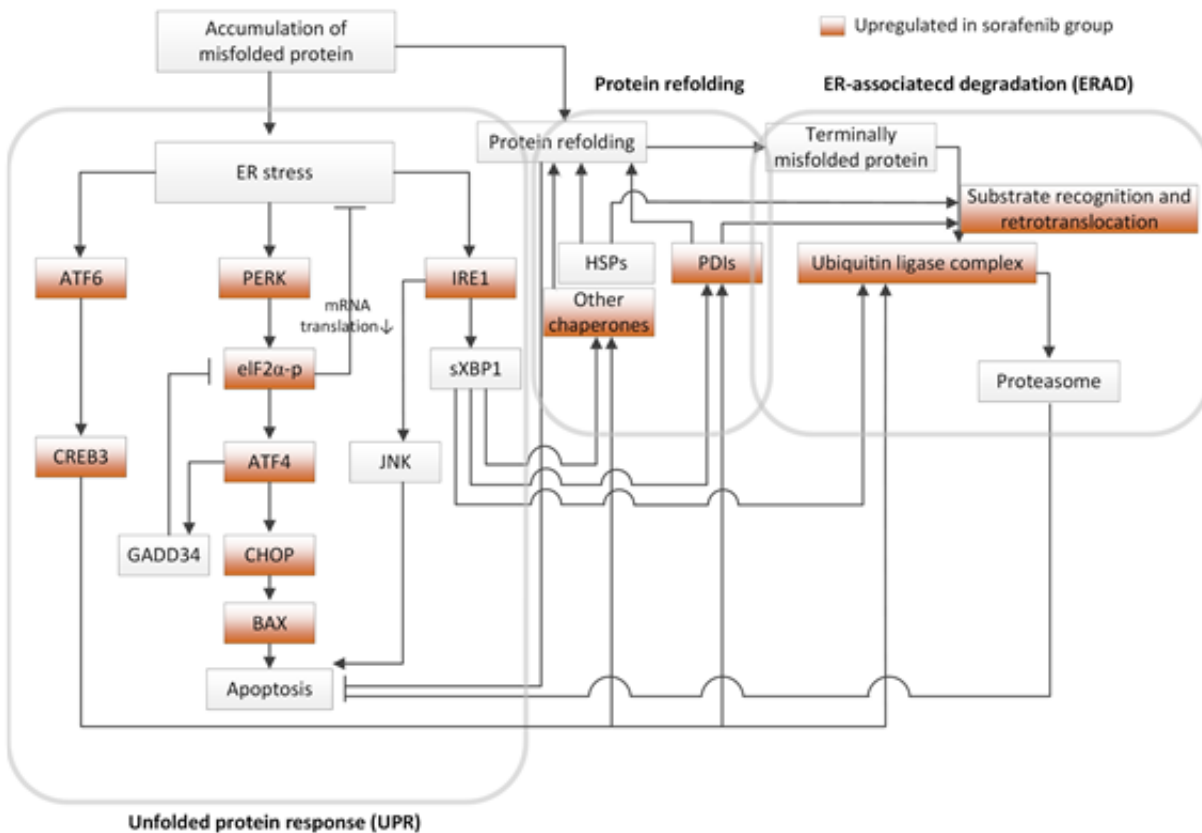 Accumulation of
misfolded protein
Upregulated in sorafenib group
Protein refolding
ER-associatecd degradation (ERAD)
Protein refolding
Terminally
misfolded protein
ER stress
Substrate recognition and
retrotranslocation
ATF6
PERK
IRE1
HSPs
PDIs
Ubiquitin ligase complex
mRNA
translation↓
Other
chaperones
eIF2α-p
sXBP1
Proteasome
CREB3
ATF4
JNK
GADD34
CHOP
BAX
Apoptosis
Unfolded protein response (UPR)